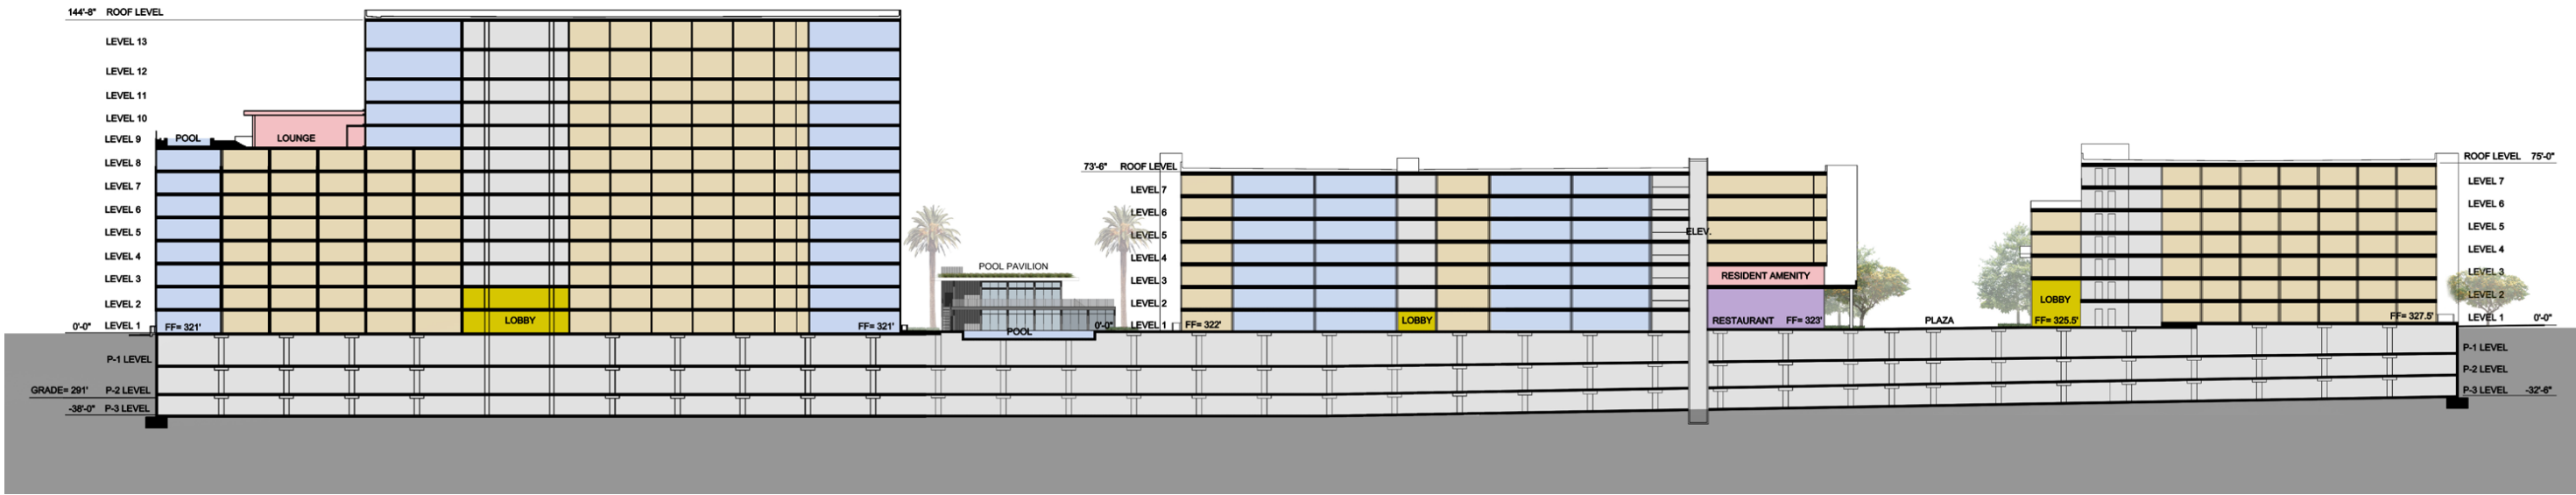 144'-8" ROOF LEVEL
LEVEL 13
LEVEL 12
LEVEL 11
LEVEL 10
LEVEL 9
LEVEL 8
LEVEL 7
LEVEL 6
LEVEL 5
LEVEL 4
LEVEL 3
LEVEL 2
0'-0" LEVEL 1
P-1 LEVEL
GRADE= 291' P-2 LEVEL
-38'-0" P-3 LEVEL
POOL
LOUNGE
LOBBY
FF= 321'
FF= 321'
POOL PAVILION
POOL
73'-6" ROOF LEVEL
LEVEL 7
LEVEL 6
LEVEL 5
LEVEL 4
LEVEL 3
LEVEL 2
0'-0" LEVEL 1
FF= 322'
LOBBY
ELEV.
RESIDENT AMENITY
RESTAURANT FF= 323'
PLAZA
LOBBY
FF= 325.5'
FF= 327.5'
ROOF LEVEL 75'-0"
LEVEL 7
LEVEL 6
LEVEL 5
LEVEL 4
LEVEL 3
LEVEL 2
LEVEL 1 0'-0"
P-1 LEVEL
P-2 LEVEL
P-3 LEVEL -32'-6"